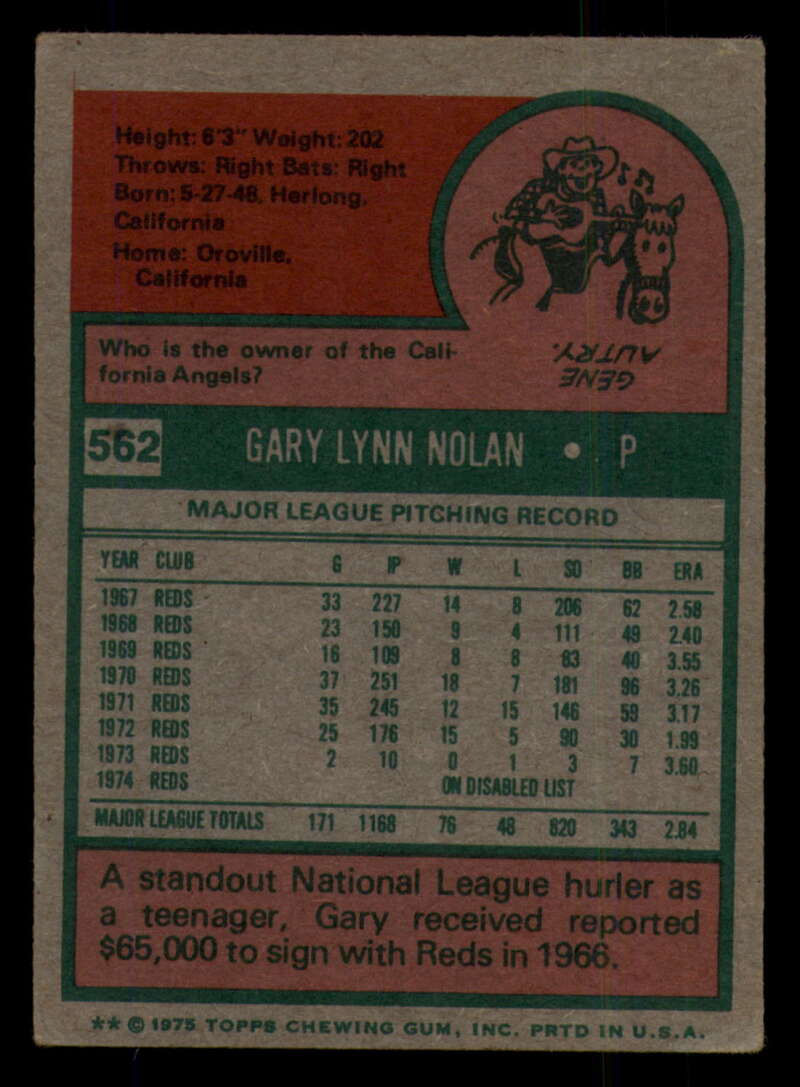 Height: 6'3" Weight: 202
Throws: Right Bats: Right
Born: 5-27-48, Herlong,
California
Home: Oroville,
California
Who is the owner of the Cali-
fornia Angels?
GENE
AUTRY.
562 GARY LYNN NOLAN • P
MAJOR LEAGUE PITCHING RECORD
YEAR CLUB G IP W L SO BB ERA
1967 REDS 33 227 14 8 206 62 2.58
1968 REDS 23 150 9 4 111 49 2.40
1969 REDS 16 109 8 8 83 40 3.55
1970 REDS 37 251 18 7 181 96 3.26
1971 REDS 35 245 12 15 146 59 3.17
1972 REDS 25 176 15 5 90 30 1.99
1973 REDS 2 10 0 1 3 7 3.60
1974 REDS ON DISABLED LIST
MAJOR LEAGUE TOTALS 171 1168 76 48 820 343 2.84
A standout National League hurler as
a teenager, Gary received reported
$65,000 to sign with Reds in 1966.
** © 1975 TOPPS CHEWING GUM, INC. PRTD IN U.S.A.